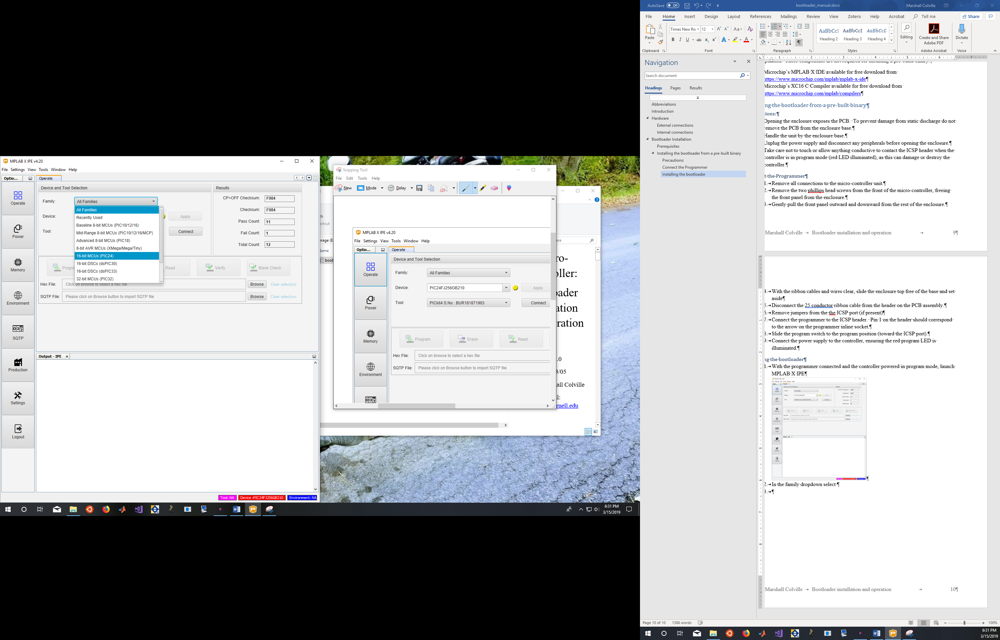 MPLAB X IPE v4.20
File Settings View Tools Window Help
Optio...
Operate
Operate
Power
Memory
Environment
SQTP
Production
Settings
Logout
Device and Tool Selection
Family:
All Families
All Families
Recently Used
Baseline 8-bit MCUs (PIC10/12/16)
Mid-Range 8-bit MCUs (PIC10/12/16/MCP)
Advanced 8-bit MCUs (PIC18)
8-bit AVR MCUs (XMega/Mega/Tiny)
16-bit MCUs (PIC24)
16-bit DSCs (dsPIC30)
16-bit DSCs (dsPIC33)
32-bit MCUs (PIC32)
Device:
Apply
Tool:
Connect
Results
CP=OFF Checksum: F984
Checksum: F984
Pass Count: 11
Fail Count: 1
Total Count: 12
Progra
Read
Verify
Blank Check
Hex File: Click on browse to select a hex file Browse Clear selection
SQTP File: Please click on Browse button to import SQTP file Browse Clear selection
Output - IPE
Tool: NA Device :PIC24FJ256GB210 Environment: NA
6:31 PM
3/15/2019
Snipping Tool
File Edit Tools Help
New Mode Delay
MPLAB X IPE v4.20
File Settings View Tools Window Help
Optio...
Operate
Operate
Power
Memory
Environment
Device and Tool Selection
Family: All Families
Device: PIC24FJ256GB210 Apply
Tool: PICkit4 S.No : BUR181871903 Connect
Program Erase Read
Hex File: Click on browse to select a hex file
SQTP File: Please click on Browse button to import SQTP file
th
ortcut
orage (E
Name
boot
are
ro-
oller:
oader
ation
eration
.0
3/05
all Colville
l:
rnell.edu
AutoSave Off
bootloader_manual.docx
Marshall Colville
File Home Insert Design Layout References Mailings Review View Zotero Help Acrobat Tell me Share
Paste
Clipboard
Times New Ro 12
Font
Paragraph
AaBbCcI AaBbCcI AaBbCcL
Heading 2 Heading 3 Heading 4
Styles
Editing
Create and Share
Adobe PDF
Adobe Acrobat
Dictate
Voice
Navigation
Search document
Headings Pages Results
Abbreviations
Introduction
Hardware
External connections
Internal connections
Bootloader Installation
Prerequisites
Installing the bootloader from a pre-built binary
Precautions:
Connect the Programmer
Installing the bootloader
Microchip's MPLAB X IDE available for free download from
https://www.microchip.com/mplab/mplab-x-ide¶
Microchip's XC16 C Compiler available for free download from
https://www.microchip.com/mplab/compilers¶
ng the bootloader from a pre-built binary¶
tions:¶
Opening the enclosure exposes the PCB. To prevent damage from static discharge do not
remove the PCB from the enclosure base.¶
Handle the unit by the enclosure base.¶
Unplug the power supply and disconnect any peripherals before opening the enclosure.¶
Take care not to touch or allow anything conductive to contact the ICSP header when the
controller is in program mode (red LED illuminated), as this can damage or destroy the
controller.¶
t the Programmer¶
1.→Remove all connections to the micro-controller unit.¶
2.→Remove the two phillips head screws from the front of the micro-controller, freeing
the front panel from the enclosure.¶
3.→Gently pull the front panel outward and downward from the rest of the enclosure.¶
Marshall Colville → Bootloader installation and operation → 9¶
4.→With the ribbon cables and wires clear, slide the enclosure top free of the base and set
aside¶
5.→Disconnect the 25 conductor ribbon cable from the header on the PCB assembly.¶
6.→Remove jumpers from the the ICSP port (if present)¶
7.→Connect the programmer to the ICSP header. Pin 1 on the header should correspond
to the arrow on the programmer inline socket.¶
8.→Slide the program switch to the program position (toward the ICSP port).¶
9.→Connect the power supply to the controller, ensuring the red program LED is
illuminated.¶
ng the bootloader¶
1.→With the programmer connected and the controller powered in program mode, launch
MPLAB X IPE¶
2.→In the family dropdown select ¶
3.→¶
Marshall Colville → Bootloader installation and operation → 10¶
Page 10 of 10 1386 words
100%
6:31 PM
3/15/2019